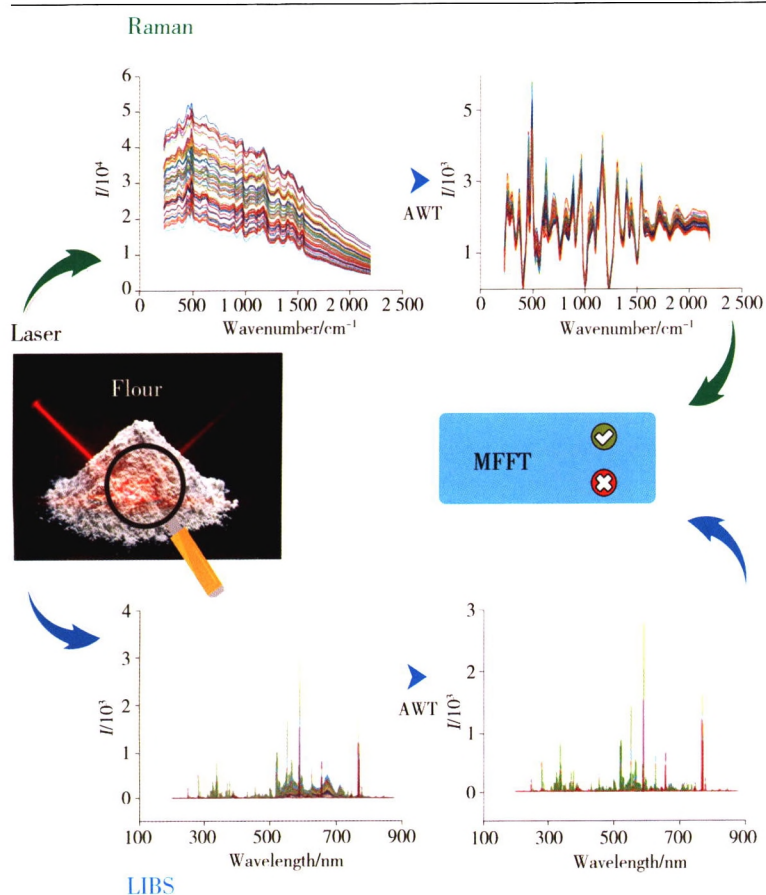 Raman
I/10⁴
6
5
4
3
2
1
0
0 500 1 000 1 500 2 000 2 500
Wavenumber/cm⁻¹
AWT
I/10³
5
3
1
0 500 1 000 1 500 2 000 2 500
Wavenumber/cm⁻¹
Laser
Flour
MFFT
I/10³
4
3
2
1
0
100 300 500 700 900
Wavelength/nm
AWT
I/10³
3
2
1
0
100 300 500 700 900
Wavelength/nm
LIBS